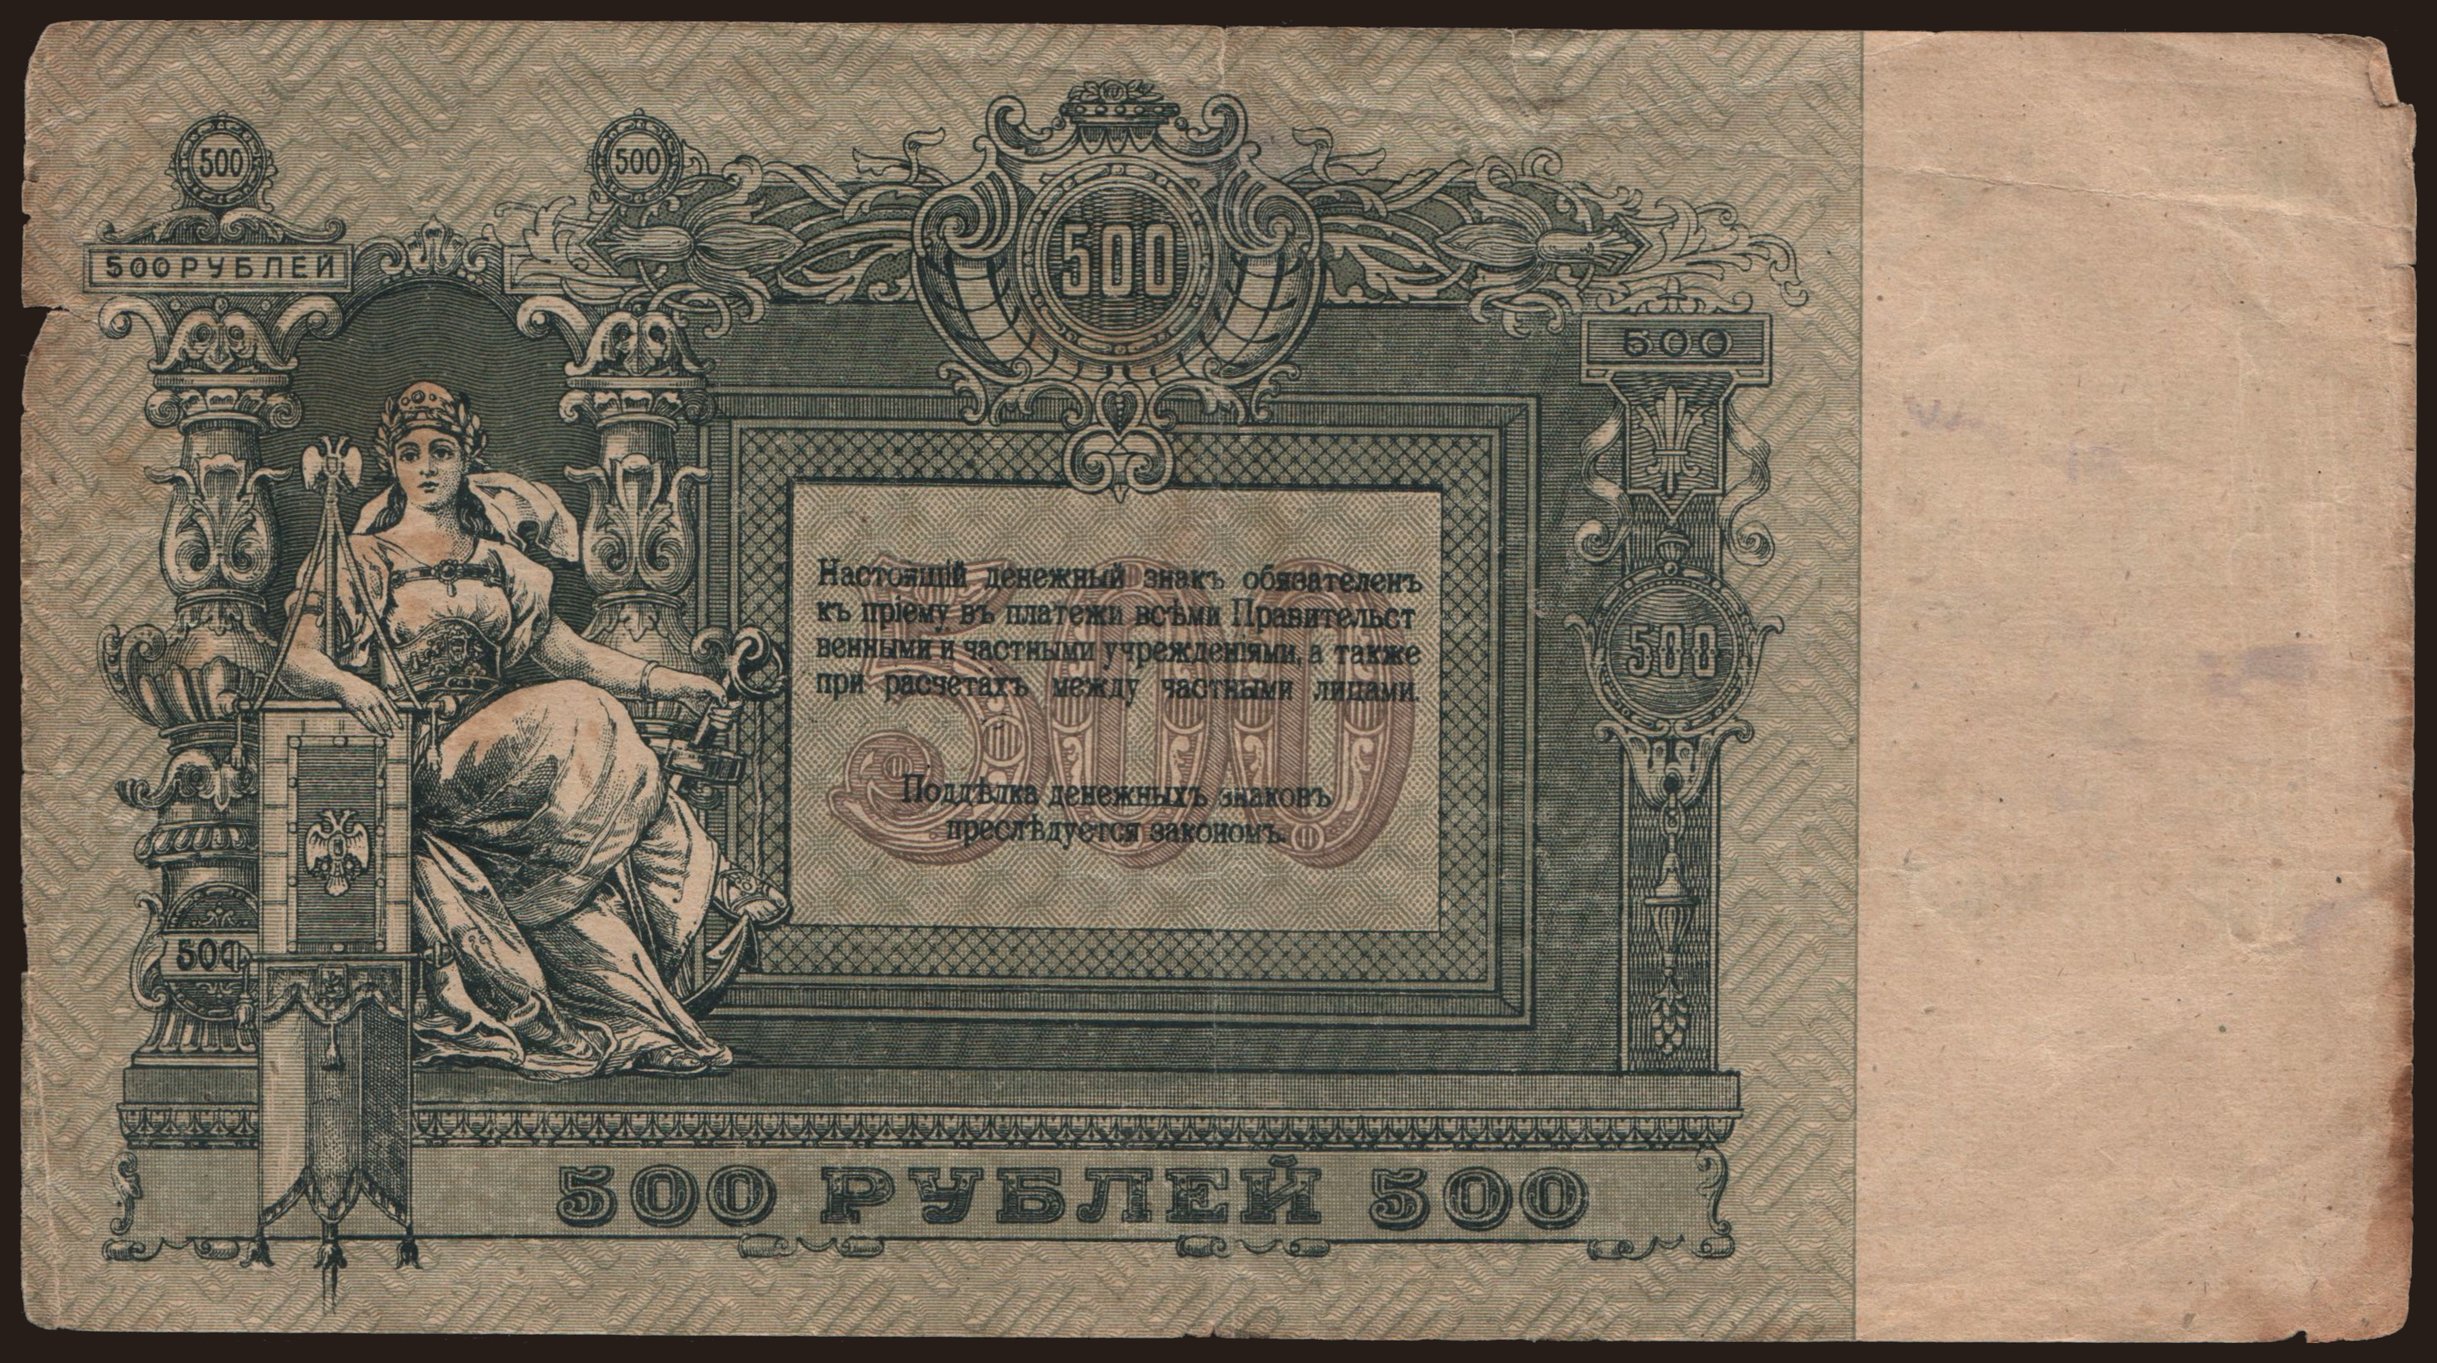 500
500
500
500 РУБЛЕЙ
500
Настоящій денежный знакъ обязателенъ
къ пріему въ платежи всѣми Правительст
венными и частными учрежденіями, а также
при расчетахъ между частными лицами.
500
500
Поддѣлка денежныхъ знаковъ
преслѣдуется закономъ.
500
500 РУБЛЕЙ 500